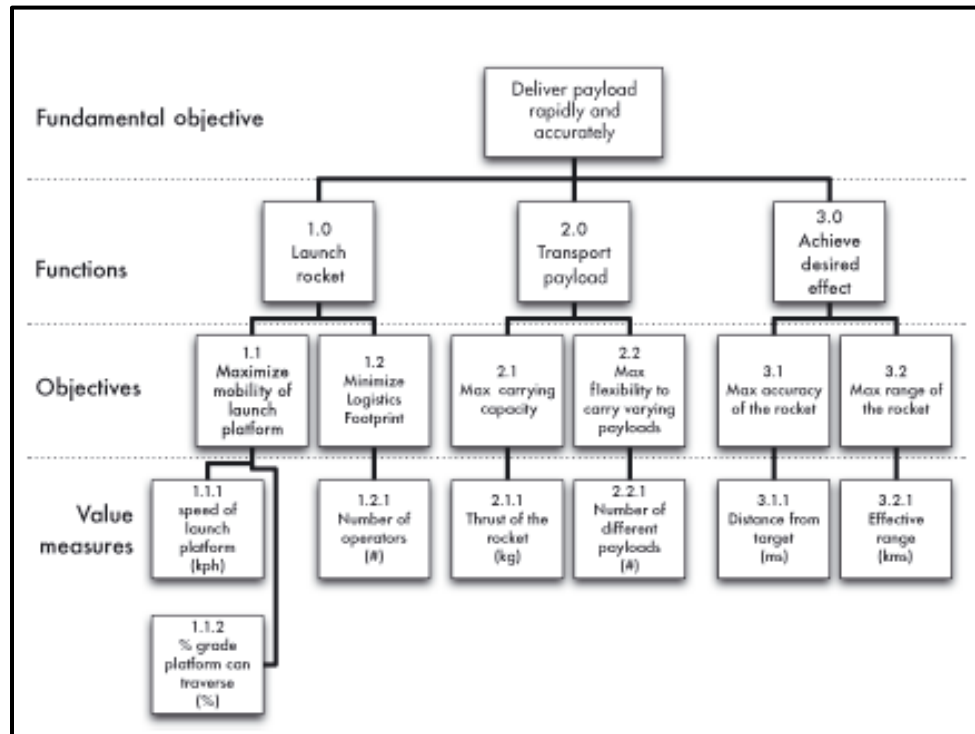 Fundamental objective
Deliver payload
rapidly and
accurately
Functions
1.0
Launch
rocket
2.0
Transport
payload
3.0
Achieve
desired
effect
Objectives
1.1
Maximize
mobility of
launch
platform
1.2
Minimize
Logistics
Footprint
2.1
Max carrying
capacity
2.2
Max
flexibility to
carry varying
payloads
3.1
Max accuracy
of the rocket
3.2
Max range of
the rocket
Value
measures
1.1.1
speed of
launch
platform
(kph)
1.2.1
Number of
operators
(#)
2.1.1
Thrust of the
rocket
(kg)
2.2.1
Number of
different
payloads
(#)
3.1.1
Distance from
target
(ms)
3.2.1
Effective
range
(kms)
1.1.2
% grade
platform can
traverse
(%)